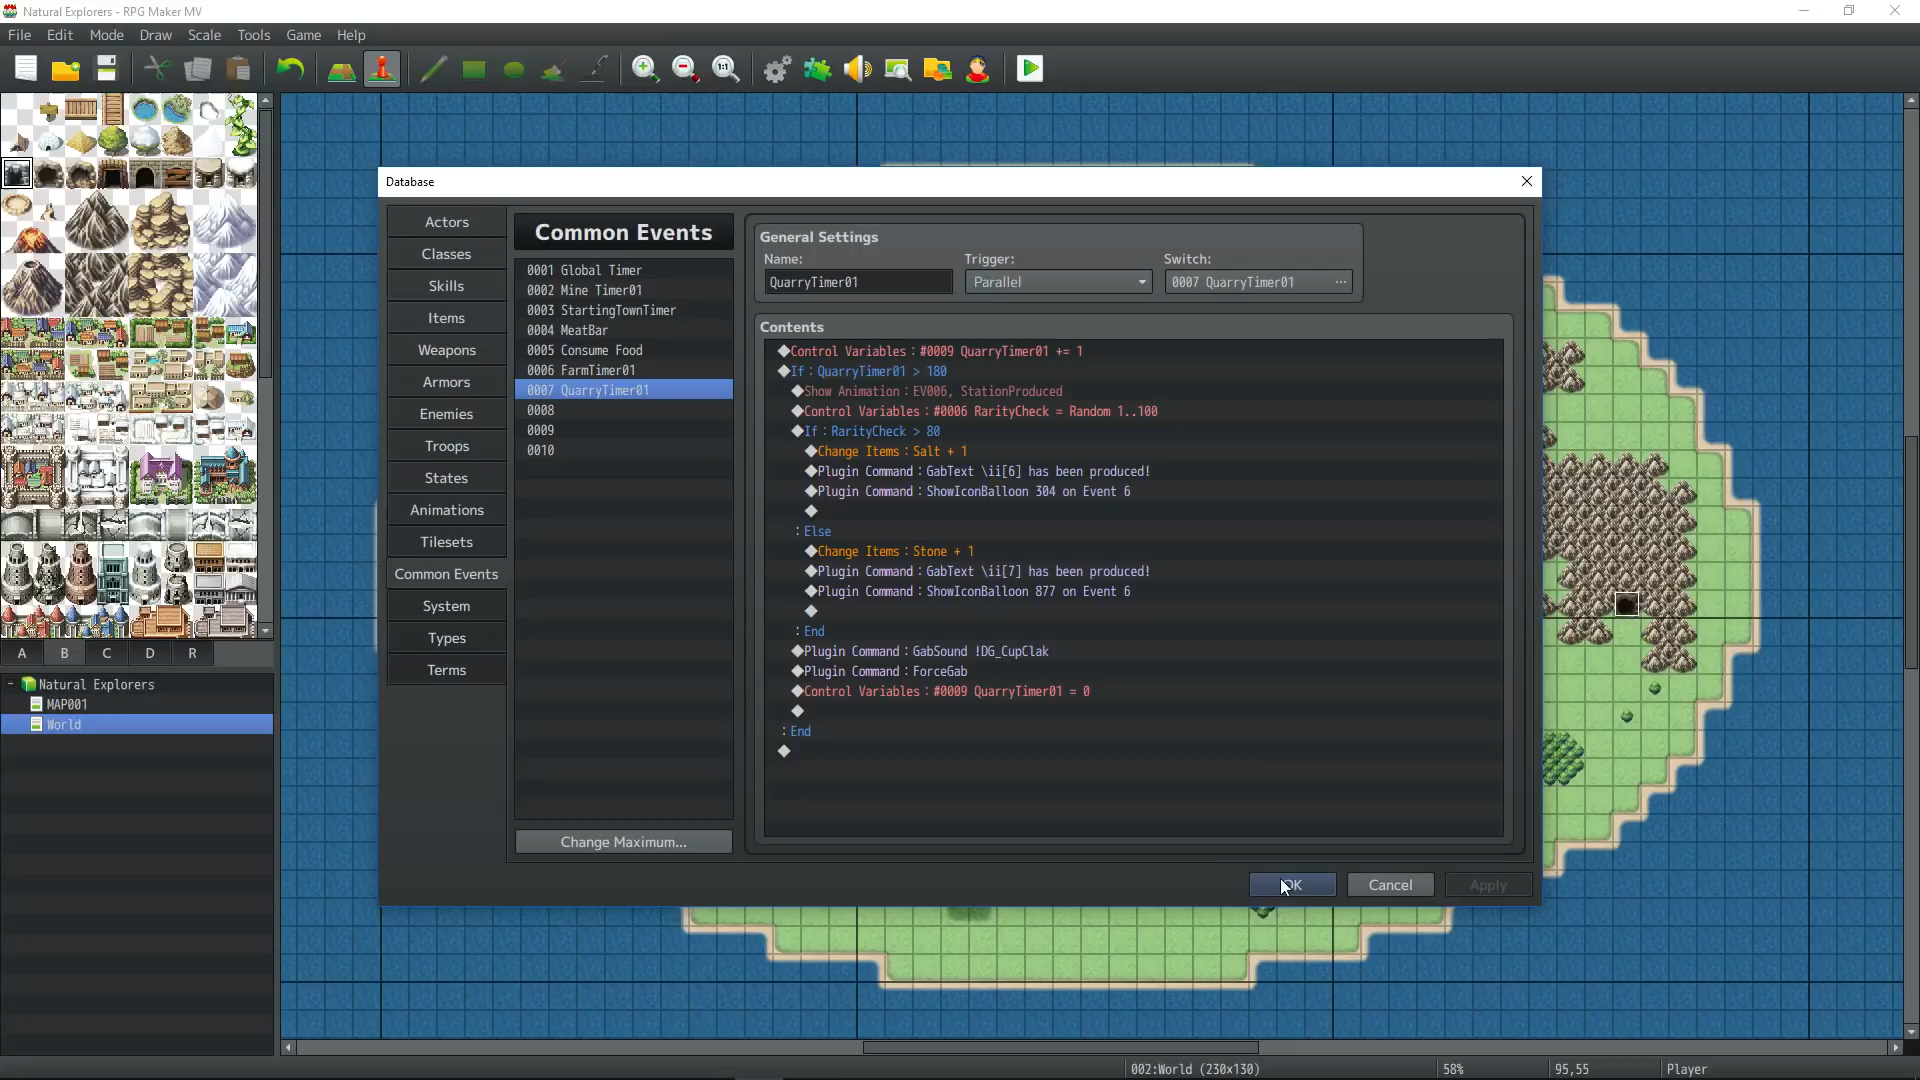 Natural Explorers - RPG Maker MV
File Edit Mode Draw Scale Tools Game Help
1:1
Database
Actors
Classes
Skills
Items
Weapons
Armors
Enemies
Troops
States
Animations
Tilesets
Common Events
System
Types
Terms
Common Events
0001 Global Timer
0002 Mine Timer01
0003 StartingTownTimer
0004 MeatBar
0005 Consume Food
0006 FarmTimer01
0007 QuarryTimer01
0008
0009
0010
Change Maximum...
General Settings
Name: Trigger: Switch:
QuarryTimer01 Parallel 0007 QuarryTimer01 ...
Contents
◆Control Variables : #0009 QuarryTimer01 += 1
◆If : QuarryTimer01 > 180
◆Show Animation : EV006, StationProduced
◆Control Variables : #0006 RarityCheck = Random 1..100
◆If : RarityCheck > 80
◆Change Items : Salt + 1
◆Plugin Command : GabText \ii[6] has been produced!
◆Plugin Command : ShowIconBalloon 304 on Event 6
◆
: Else
◆Change Items : Stone + 1
◆Plugin Command : GabText \ii[7] has been produced!
◆Plugin Command : ShowIconBalloon 877 on Event 6
◆
: End
◆Plugin Command : GabSound !DG_CupClak
◆Plugin Command : ForceGab
◆Control Variables : #0009 QuarryTimer01 = 0
◆
: End
◆
OK Cancel Apply
A B C D R
Natural Explorers
MAP001
World
002:World (230x130) 58% 95,55 Player